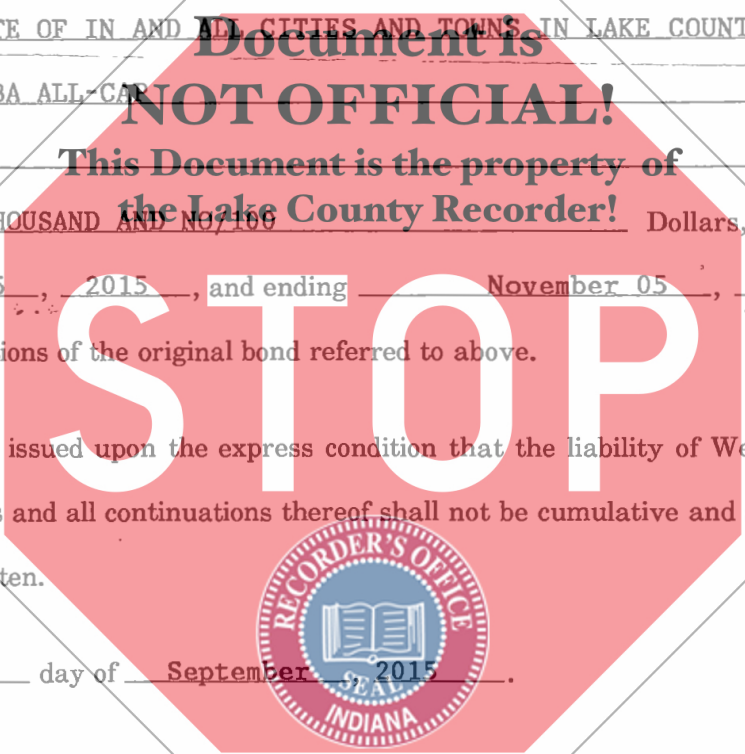 TE OF IN AND ALL CITIES AND TOWNS IN LAKE COUNT
Document is
BA ALL-CAR
NOT OFFICIAL!
This Document is the property of
the Lake County Recorder!
HOUSAND AND NO/100 Dollars,
5, 2015, and ending November 05,
STOP
ions of the original bond referred to above.
issued upon the express condition that the liability of We
s and all continuations thereof shall not be cumulative and
ten.
RECORDER'S OFFICE
SEAL
INDIANA
day of September, 2015.